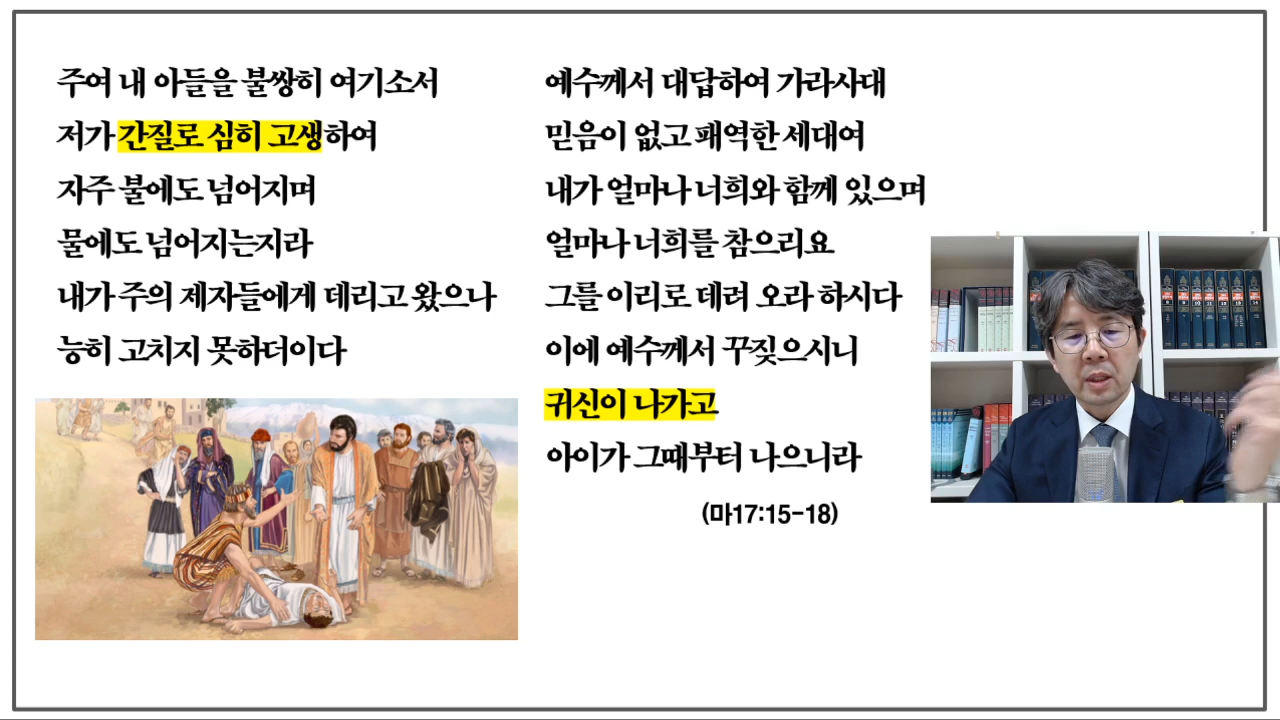 주여 내 아들을 불쌍히 여기소서
저가 간질로 심히 고생하여
자주 불에도 넘어지며
물에도 넘어지는지라
내가 주의 제자들에게 데리고 왔으나
능히 고치지 못하더이다
예수께서 대답하여 가라사대
믿음이 없고 패역한 세대여
내가 얼마나 너희와 함께 있으며
얼마나 너희를 참으리요
그를 이리로 데려 오라 하시다
이에 예수께서 꾸짖으시니
귀신이 나가고
아이가 그때부터 나으니라
(마17:15-18)